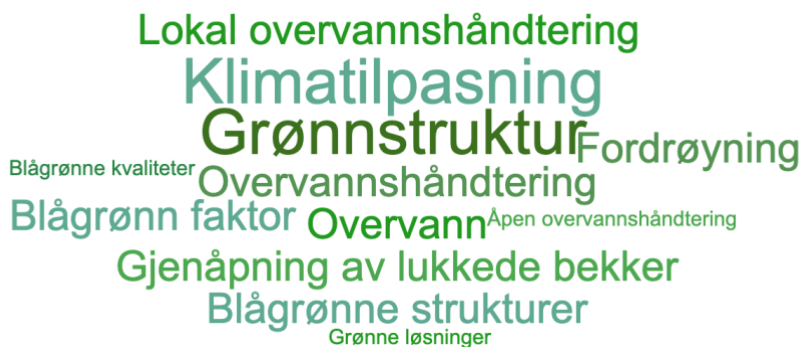 Lokal overvannshåndtering
Klimatilpasning
Grønnstruktur
Fordrøyning
Blågrønne kvaliteter
Overvannshåndtering
Blågrønn faktor
Overvann
Åpen overvannshåndtering
Gjenåpning av lukkede bekker
Blågrønne strukturer
Grønne løsninger